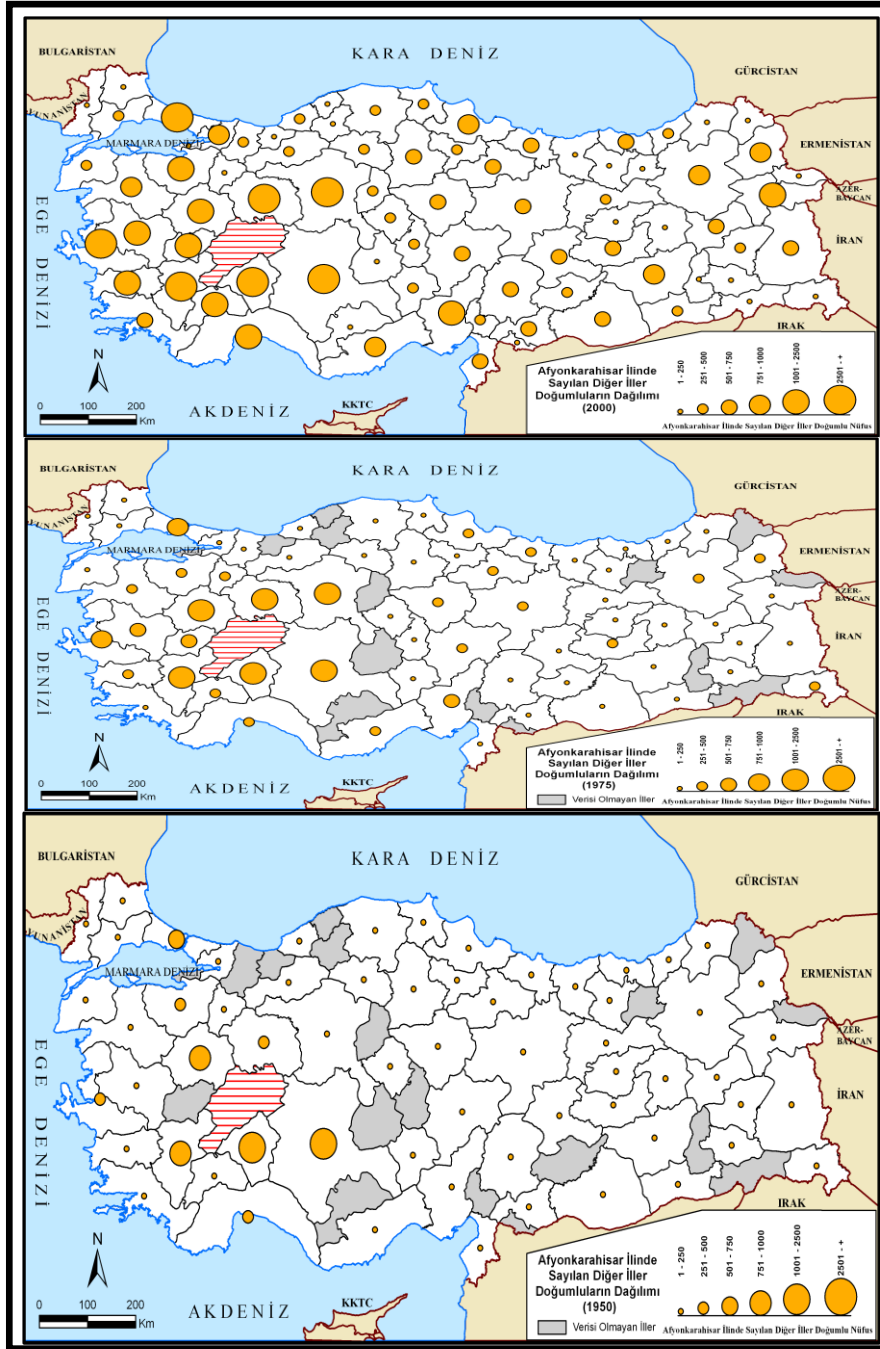 BULGARİSTAN
KARA DENİZ
GÜRCİSTAN
YUNANİSTAN
MARMARA DENİZİ
ERMENİSTAN
AZER-
BAYCAN
İRAN
EGE DENİZİ
IRAK
N
0 100 200
Km
AKDENİZ
KKTC
Afyonkarahisar İlinde
Sayılan Diğer İller
Doğumluların Dağılımı
(2000)
1 - 250
251 - 500
501 - 750
751 - 1000
1001 - 2500
2501 - +
Afyonkarahisar İlinde Sayılan Diğer İller Doğumlu Nüfus
BULGARİSTAN
KARA DENİZ
GÜRCİSTAN
YUNANİSTAN
MARMARA DENİZİ
ERMENİSTAN
AZER-
BAYCAN
İRAN
EGE DENİZİ
IRAK
N
0 100 200
Km
AKDENİZ
KKTC
Afyonkarahisar İlinde
Sayılan Diğer İller
Doğumluların Dağılımı
(1975)
Verisi Olmayan İller
1 - 250
251 - 500
501 - 750
751 - 1000
1001 - 2500
2501 - +
Afyonkarahisar İlinde Sayılan Diğer İller Doğumlu Nüfus
BULGARİSTAN
KARA DENİZ
GÜRCİSTAN
YUNANİSTAN
MARMARA DENİZİ
ERMENİSTAN
AZER-
BAYCAN
İRAN
EGE DENİZİ
IRAK
N
0 100 200
Km
AKDENİZ
KKTC
Afyonkarahisar İlinde
Sayılan Diğer İller
Doğumluların Dağılımı
(1950)
Verisi Olmayan İller
1 - 250
251 - 500
501 - 750
751 - 1000
1001 - 2500
2501 - +
Afyonkarahisar İlinde Sayılan Diğer İller Doğumlu Nüfus